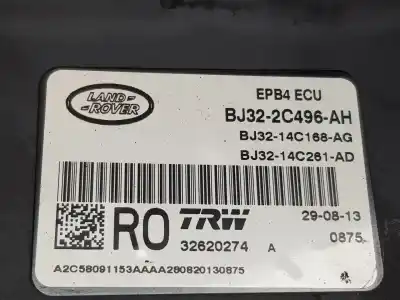 LAND-
ROVER
EPB4 ECU
BJ32-2C496-AH
BJ32-14C168-AG
BJ32-14C261-AD
RO TRW 29-08-13
32620274 A 0875
A2C58091153AAAA280820130875